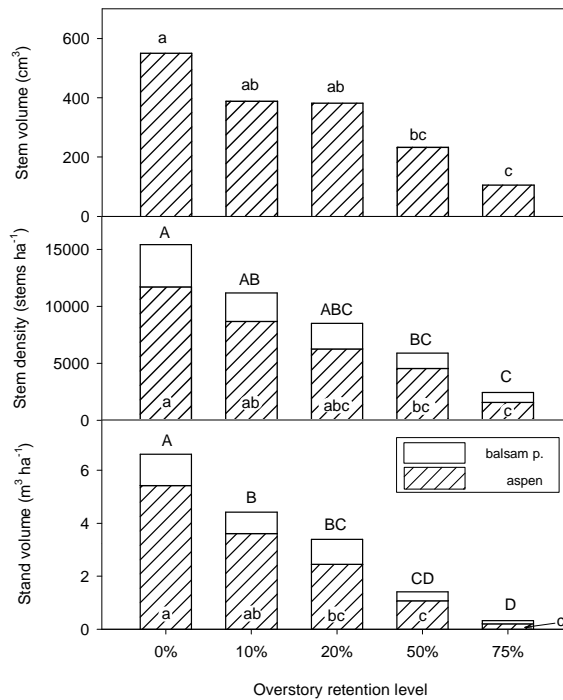 Stem volume (cm³)
600
400
200
0
a
ab
ab
bc
c
Stem density (stems ha⁻¹)
15000
10000
5000
0
A
AB
ABC
BC
C
a
ab
abc
bc
c
Stand volume (m³ ha⁻¹)
6
4
2
0
A
B
BC
CD
D
a
ab
bc
c
c
balsam p.
aspen
0% 10% 20% 50% 75%
Overstory retention level